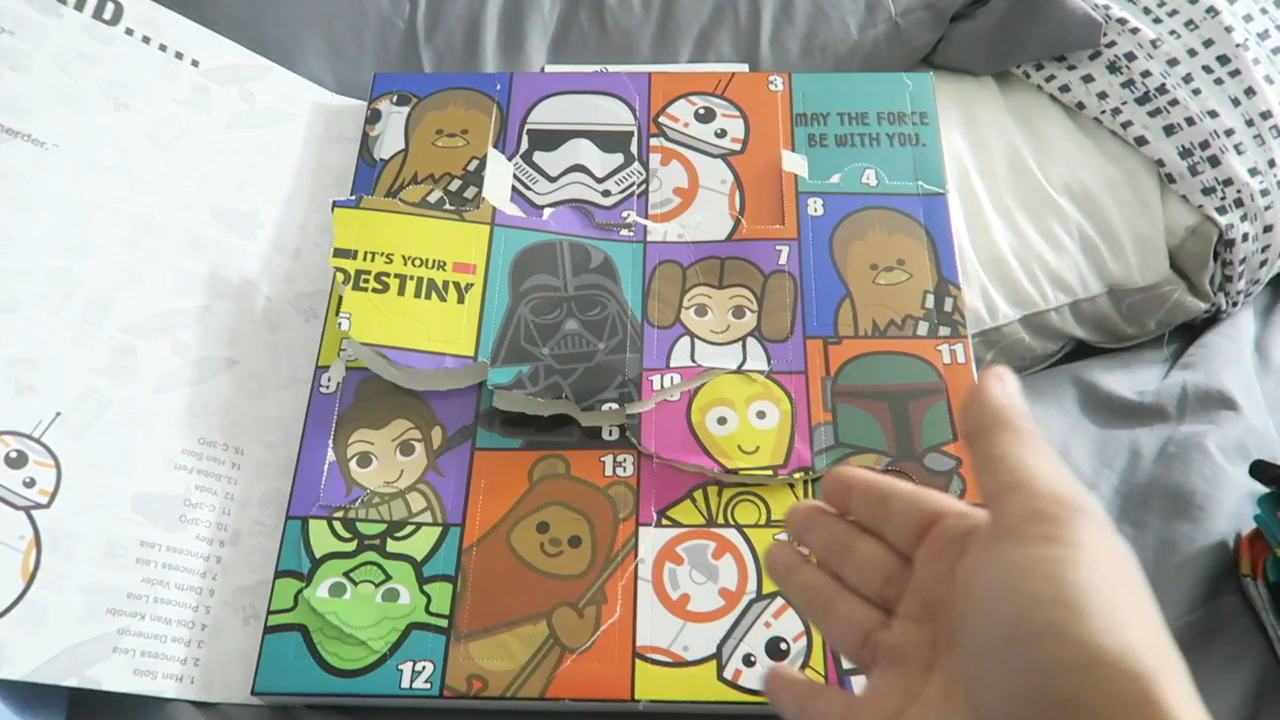 3
MAY THE FORCE
BE WITH YOU.
4
2
8
IT'S YOUR
DESTINY
5
7
11
9
10
6
13
12
1. Han Solo
2. Princess Leia
3. Poe Dameron
4. Obi-Wan Kenobi
5. Princess Leia
6. Darth Vader
7. Princess Leia
8. Princess Leia
9. Rey
10. C-3PO
11. C-3PO
12. Yoda
13. Boba Fett
14. Han Solo
15. C-3PO